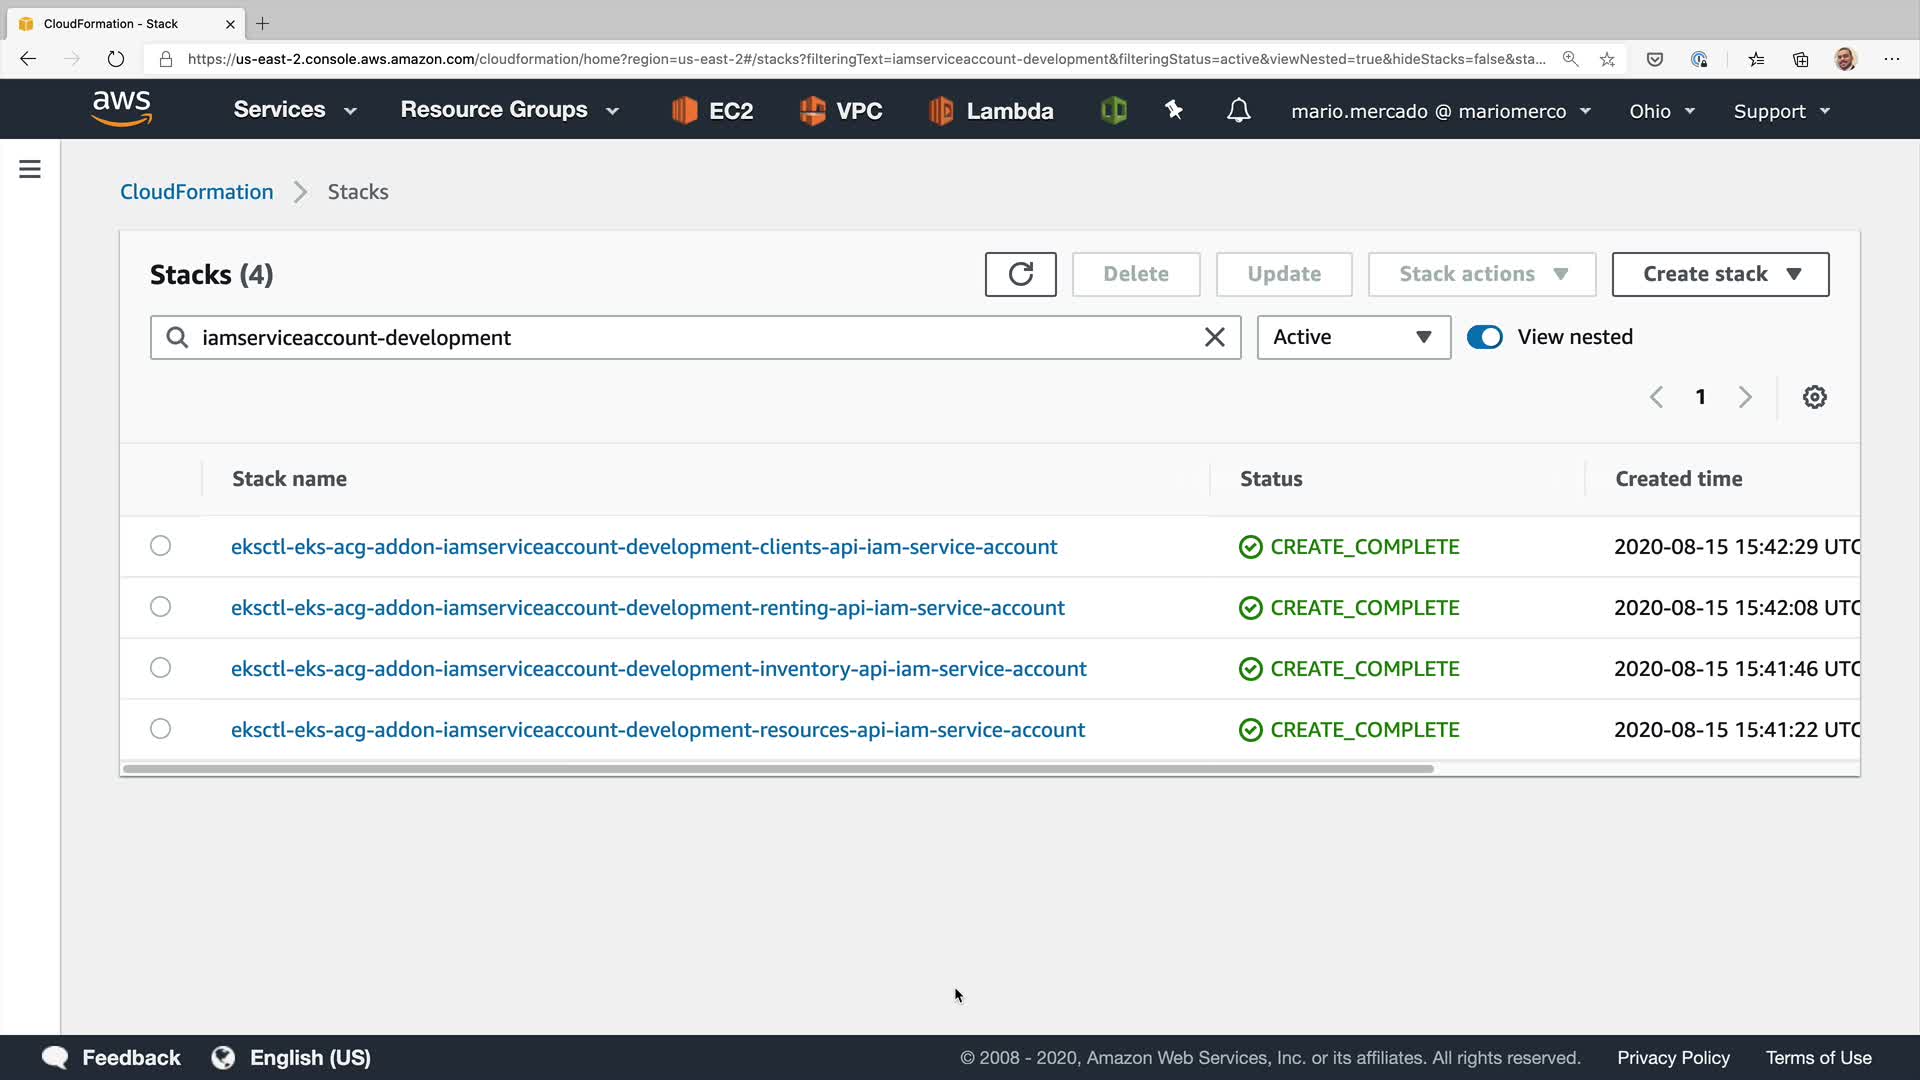 CloudFormation - Stack
https://us-east-2.console.aws.amazon.com/cloudformation/home?region=us-east-2#/stacks?filteringText=iamserviceaccount-development&filteringStatus=active&viewNested=true&hideStacks=false&sta...
aws Services Resource Groups EC2 VPC Lambda mario.mercado @ mariomerco Ohio Support
CloudFormation Stacks
Stacks (4) Delete Update Stack actions Create stack
iamserviceaccount-development Active View nested
1
Stack name Status Created time
eksctl-eks-acg-addon-iamserviceaccount-development-clients-api-iam-service-account CREATE_COMPLETE 2020-08-15 15:42:29 UTC
eksctl-eks-acg-addon-iamserviceaccount-development-renting-api-iam-service-account CREATE_COMPLETE 2020-08-15 15:42:08 UTC
eksctl-eks-acg-addon-iamserviceaccount-development-inventory-api-iam-service-account CREATE_COMPLETE 2020-08-15 15:41:46 UTC
eksctl-eks-acg-addon-iamserviceaccount-development-resources-api-iam-service-account CREATE_COMPLETE 2020-08-15 15:41:22 UTC
Feedback English (US) © 2008 - 2020, Amazon Web Services, Inc. or its affiliates. All rights reserved. Privacy Policy Terms of Use